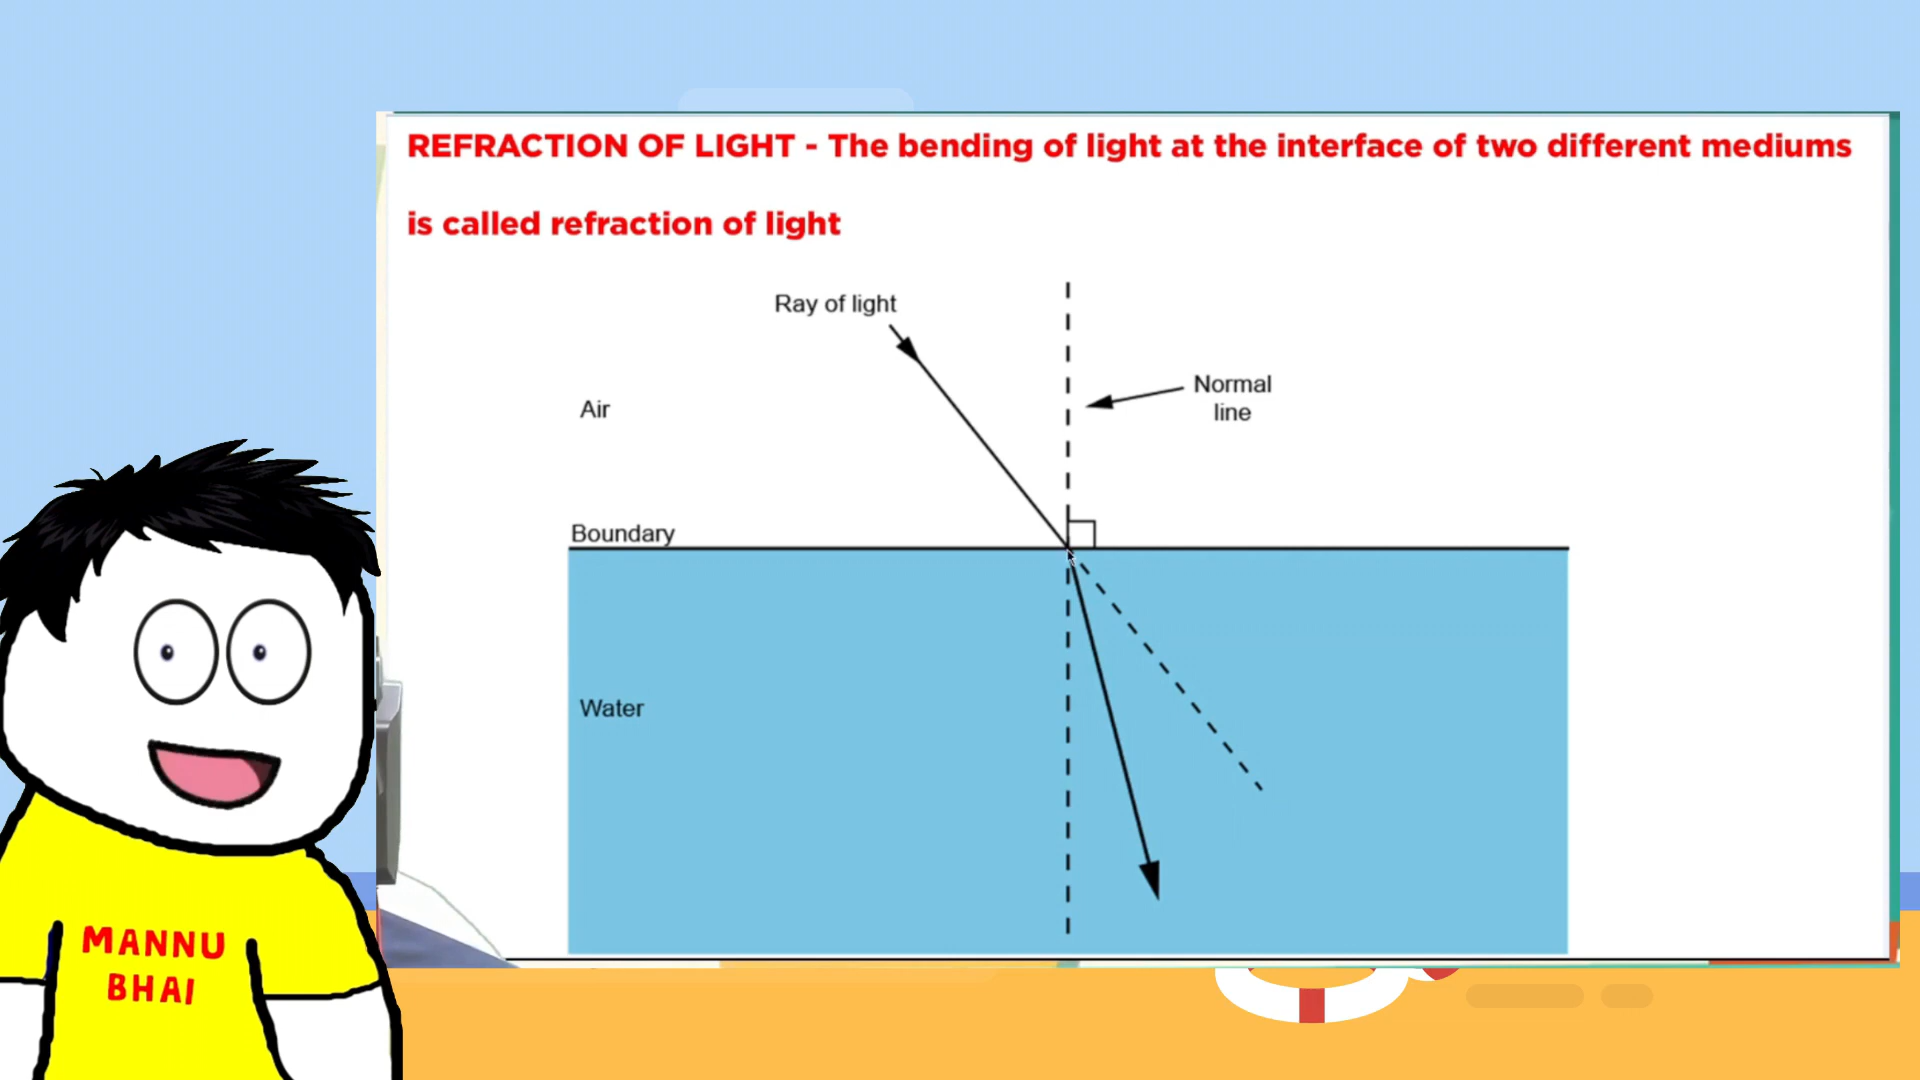 REFRACTION OF LIGHT - The bending of light at the interface of two different mediums
is called refraction of light
Ray of light
Normal
line
Air
Boundary
Water
MANNU
BHAI